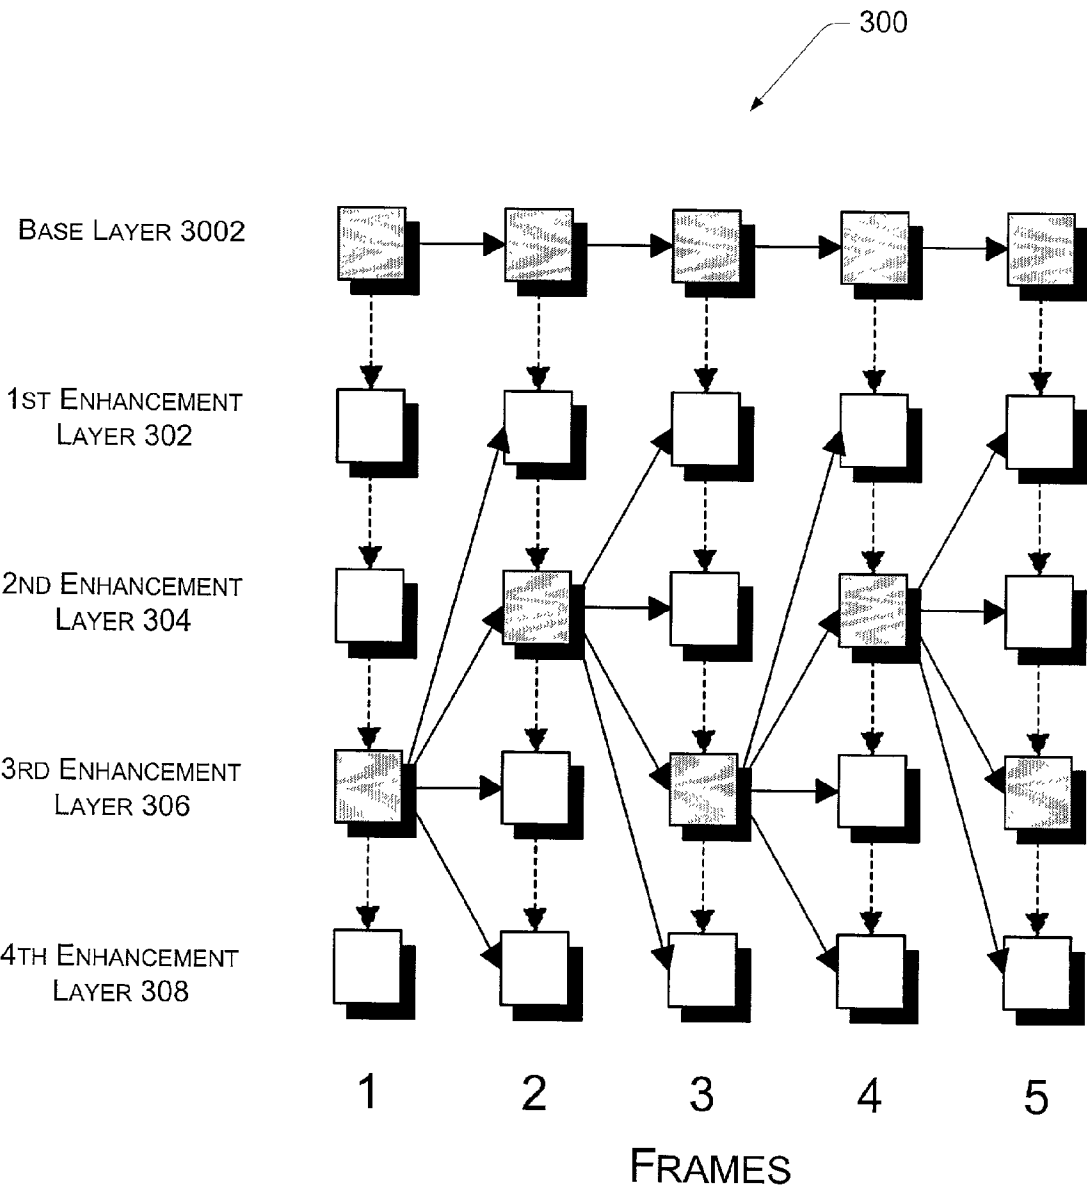 300
BASE LAYER 3002
1ST ENHANCEMENT
LAYER 302
2ND ENHANCEMENT
LAYER 304
3RD ENHANCEMENT
LAYER 306
4TH ENHANCEMENT
LAYER 308
1 2 3 4 5
FRAMES